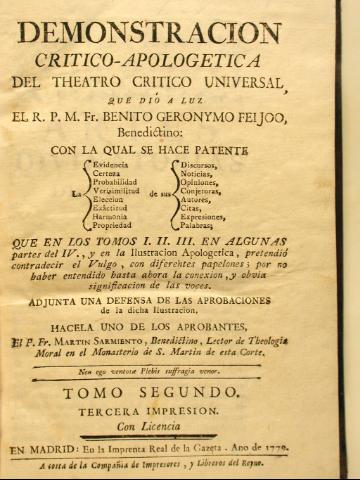 DEMONSTRACION
CRITICO-APOLOGETICA
DEL THEATRO CRITICO UNIVERSAL,
QUE DIÓ A LUZ
EL R. P. M. Fr. BENITO GERONYMO FEIJOO,
Benedictino:
CON LA QUAL SE HACE PATENTE
La
Evidencia
Certeza
Probabilidad
Verisimilitud
Eleccion
Exâctitud
Harmonia
Propriedad
de sus
Discursos,
Noticias,
Opiniones,
Conjeturas,
Autores,
Citas,
Expresiones,
Palabras;
QUE EN LOS TOMOS I. II. III. EN ALGUNAS
partes del IV., y en la Ilustracion Apologetica, pretendió
contradecir el Vulgo, con diferentes papelones; por no
haber entendido hasta ahora la conexion, y obvia
significacion de las voces.
ADJUNTA UNA DEFENSA DE LAS APROBACIONES
de la dicha Ilustracion,
HACELA UNO DE LOS APROBANTES,
El P. Fr. MARTIN SARMIENTO, Benedictino, Lector de Theologia
Moral en el Monasterio de S. Martin de esta Corte.
Non ego ventosæ Plebis suffragia venor.
TOMO SEGUNDO.
TERCERA IMPRESION.
Con Licencia
EN MADRID: En la Imprenta Real de la Gazeta. Ano de 1779.
A costa de la Compañia de Impresores, y Libreros del Reyno.